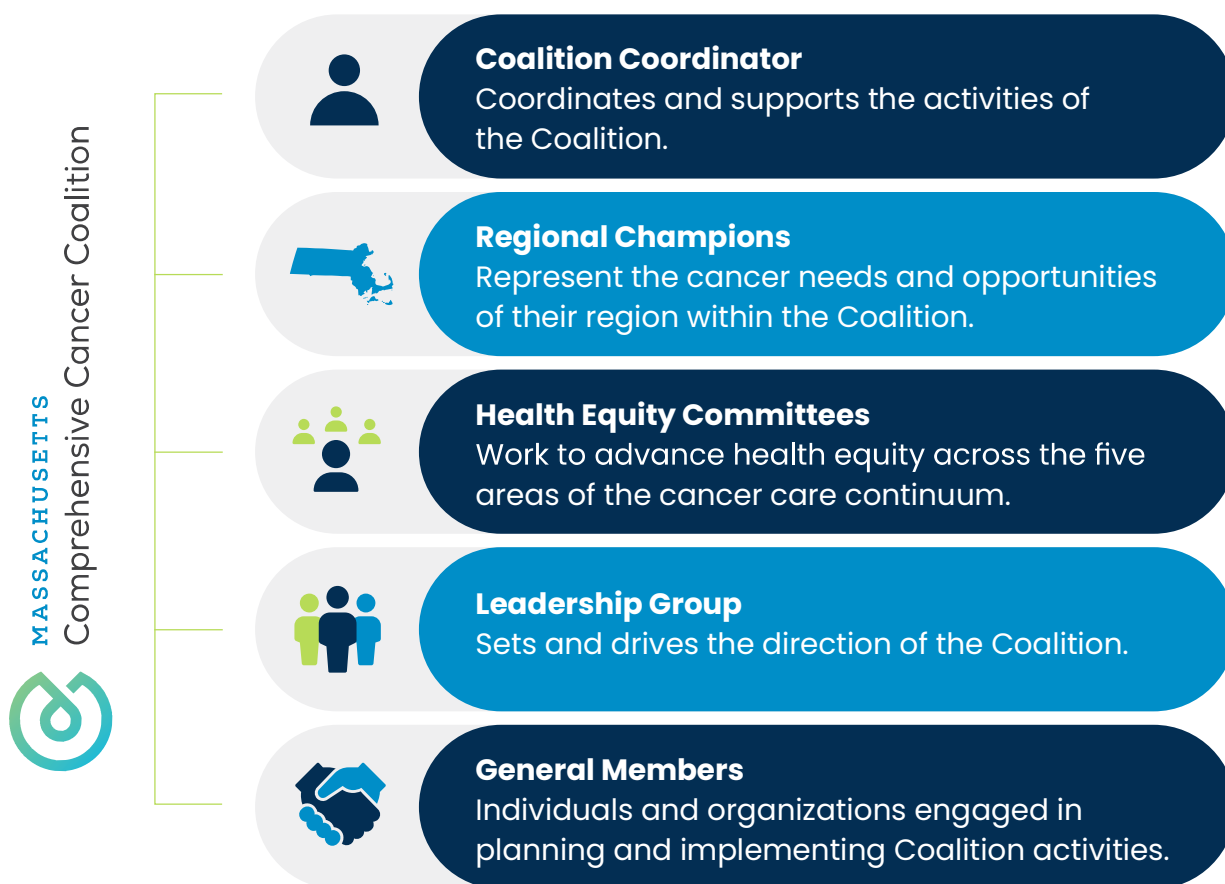 MASSACHUSETTS
Comprehensive Cancer Coalition
Coalition Coordinator
Coordinates and supports the activities of
the Coalition.
Regional Champions
Represent the cancer needs and opportunities
of their region within the Coalition.
Health Equity Committees
Work to advance health equity across the five
areas of the cancer care continuum.
Leadership Group
Sets and drives the direction of the Coalition.
General Members
Individuals and organizations engaged in
planning and implementing Coalition activities.